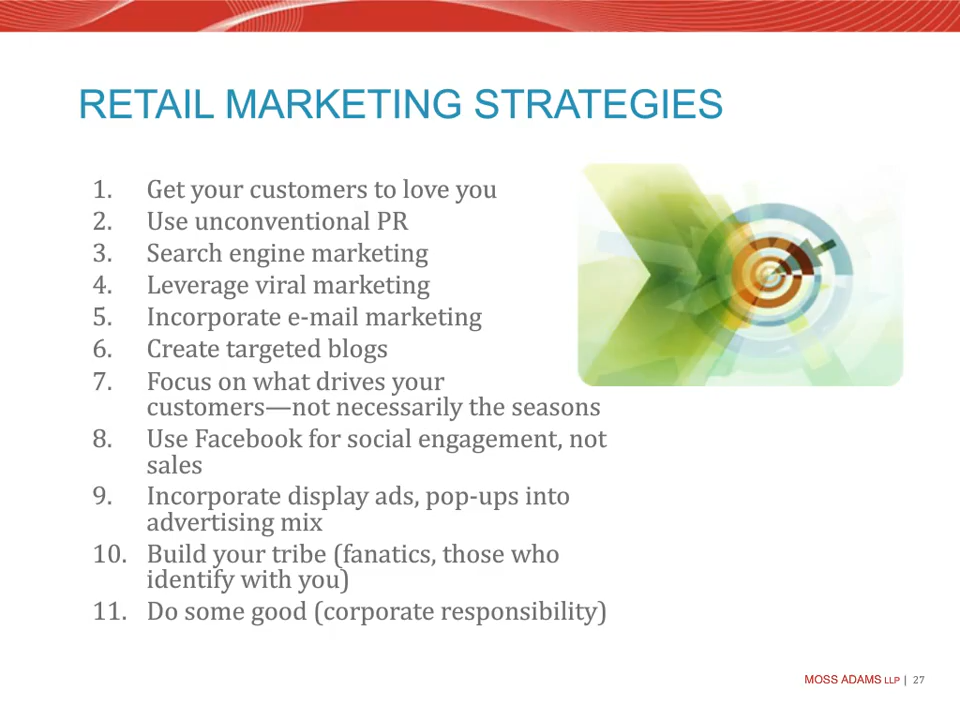 RETAIL MARKETING STRATEGIES
1. Get your customers to love you
2. Use unconventional PR
3. Search engine marketing
4. Leverage viral marketing
5. Incorporate e-mail marketing
6. Create targeted blogs
7. Focus on what drives your
customers—not necessarily the seasons
8. Use Facebook for social engagement, not
sales
9. Incorporate display ads, pop-ups into
advertising mix
10. Build your tribe (fanatics, those who
identify with you)
11. Do some good (corporate responsibility)
MOSS ADAMS LLP | 27